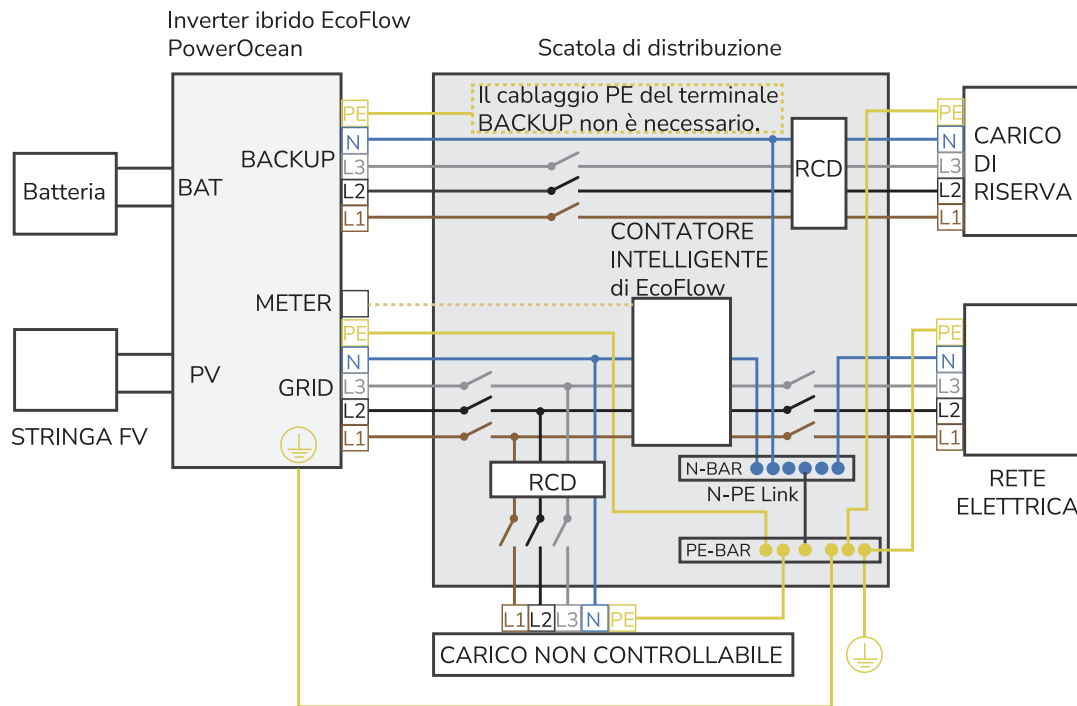 Inverter ibrido EcoFlow
PowerOcean
Scatola di distribuzione
Il cablaggio PE del terminale
BACKUP non è necessario.
PE
N
L3
L2
L1
BACKUP
BAT
Batteria
RCD
PE
N
L3
L2
L1
CARICO
DI
RISERVA
CONTATORE
INTELLIGENTE
di EcoFlow
METER
PE
N
L3
L2
L1
GRID
PV
STRINGA FV
PE
N
L3
L2
L1
RETE
ELETTRICA
N-BAR
N-PE Link
RCD
PE-BAR
L1
L2
L3
N
PE
CARICO NON CONTROLLABILE